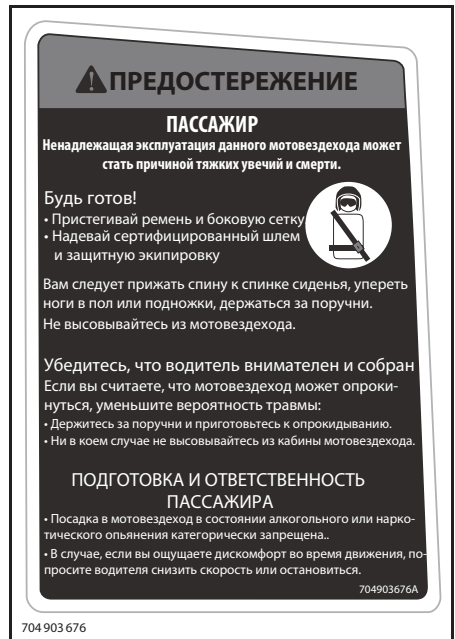 ПРЕДОСТЕРЕЖЕНИЕ
ПАССАЖИР
Ненадлежащая эксплуатация данного мотовездехода может
стать причиной тяжких увечий и смерти.
Будь готов!
• Пристегивай ремень и боковую сетку
• Надевай сертифицированный шлем
и защитную экипировку
Вам следует прижать спину к спинке сиденья, упереть
ноги в пол или подножки, держаться за поручни.
Не высовывайтесь из мотовездехода.
Убедитесь, что водитель внимателен и собран
Если вы считаете, что мотовездеход может опроки-
нуться, уменьшите вероятность травмы:
• Держитесь за поручни и приготовьтесь к опрокидыванию.
• Ни в коем случае не высовывайтесь из кабины мотовездехода.
ПОДГОТОВКА И ОТВЕТСТВЕННОСТЬ
ПАССАЖИРА
• Посадка в мотовездеход в состоянии алкогольного или нарко-
тического опьянения категорически запрещена..
• В случае, если вы ощущаете дискомфорт во время движения, по-
просите водителя снизить скорость или остановиться.
704903676A
704 903 676